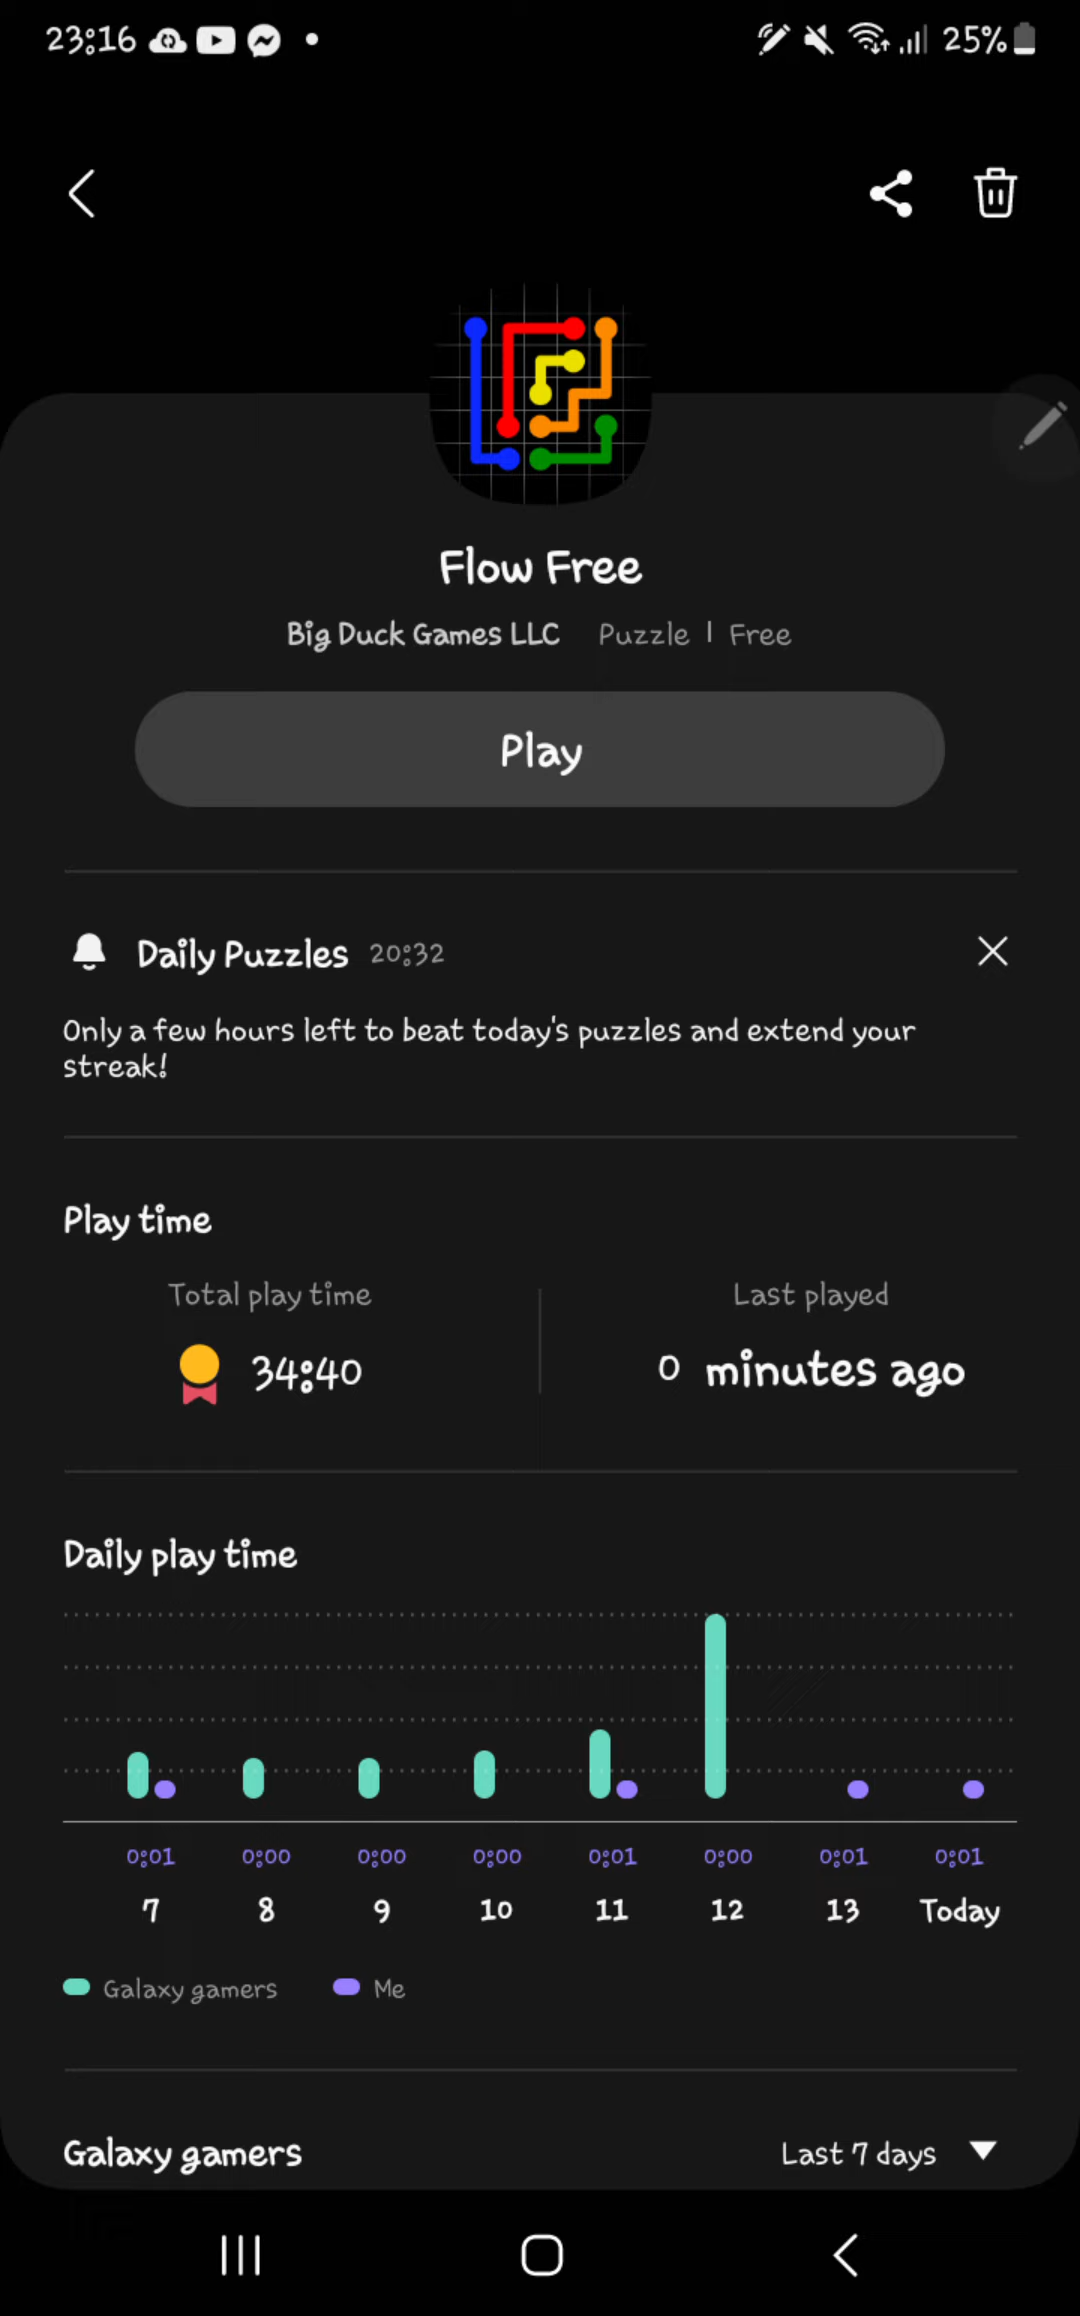 23:16 25%
Flow Free
Big Duck Games LLC Puzzle | Free
Play
Daily Puzzles 20:32
Only a few hours left to beat today's puzzles and extend your
streak!
Play time
Total play time Last played
34:40 0 minutes ago
Daily play time
0:01 0:00 0:00 0:00 0:01 0:00 0:01 0:01
7 8 9 10 11 12 13 Today
Galaxy gamers Me
Galaxy gamers Last 7 days